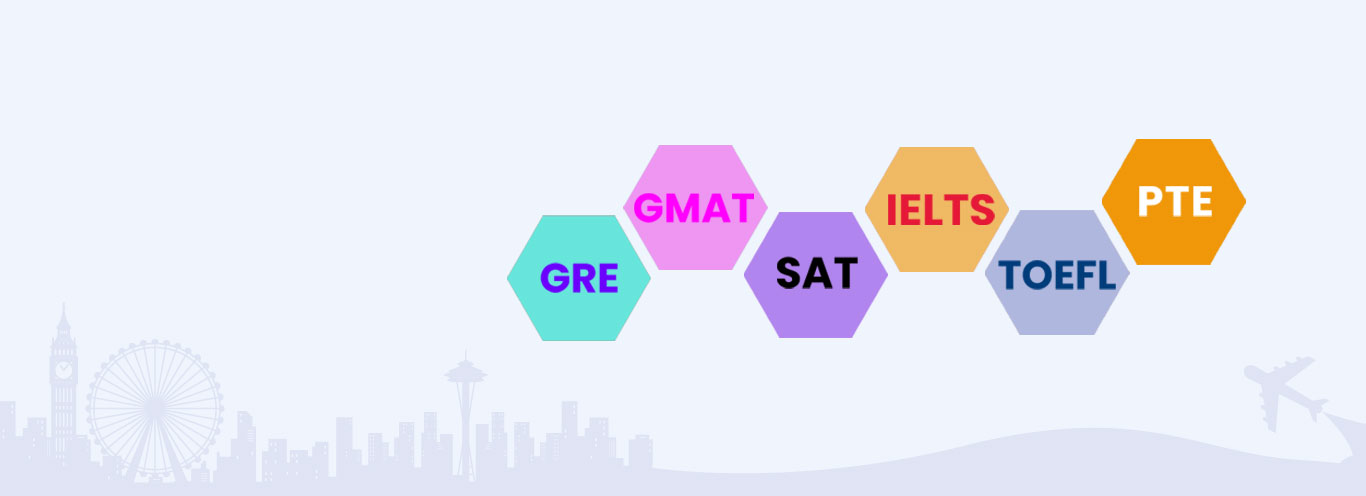 GRE
GMAT
SAT
IELTS
TOEFL
PTE